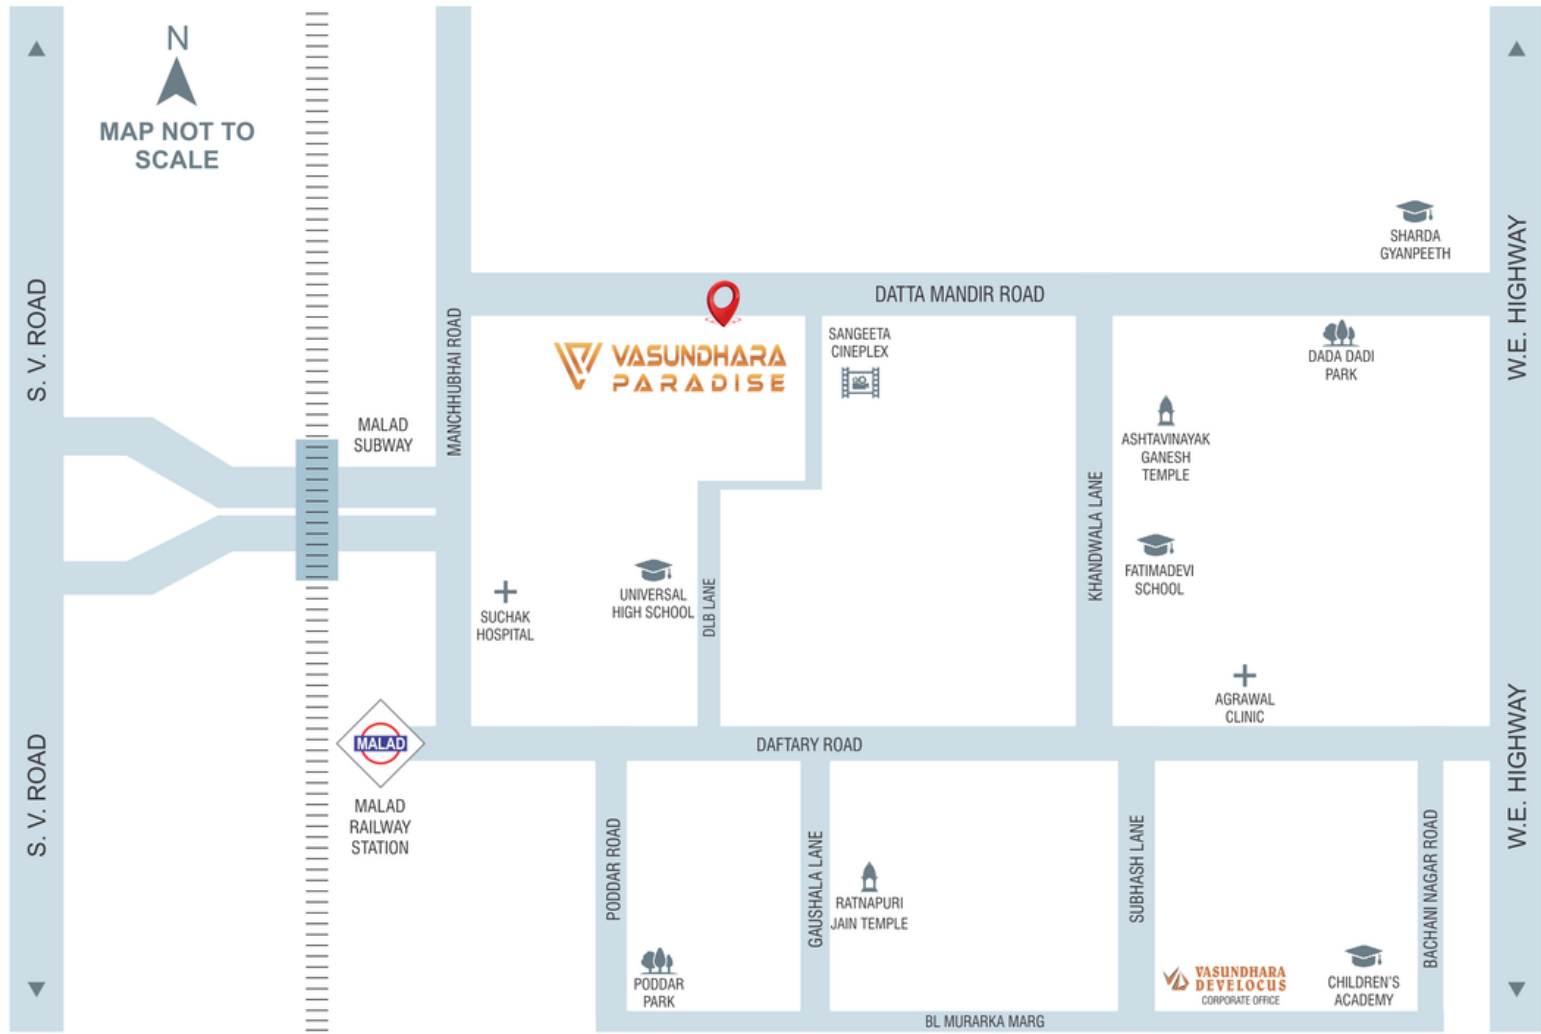 N
MAP NOT TO
SCALE
S. V. ROAD
W.E. HIGHWAY
SHARDA
GYANPEETH
DATTA MANDIR ROAD
MANCHHUBHAI ROAD
VASUNDHARA
PARADISE
SANGEETA
CINEPLEX
DADA DADI
PARK
MALAD
SUBWAY
ASHTAVINAYAK
GANESH
TEMPLE
KHANDWALA LANE
FATIMADEVI
SCHOOL
UNIVERSAL
HIGH SCHOOL
DLB LANE
SUCHAK
HOSPITAL
AGRAWAL
CLINIC
MALAD
DAFTARY ROAD
S. V. ROAD
W.E. HIGHWAY
MALAD
RAILWAY
STATION
PODDAR ROAD
GAUSHALA LANE
RATNAPURI
JAIN TEMPLE
SUBHASH LANE
BACHANI NAGAR ROAD
PODDAR
PARK
VASUNDHARA
DEVELOCUS
CORPORATE OFFICE
CHILDREN'S
ACADEMY
BL MURARKA MARG